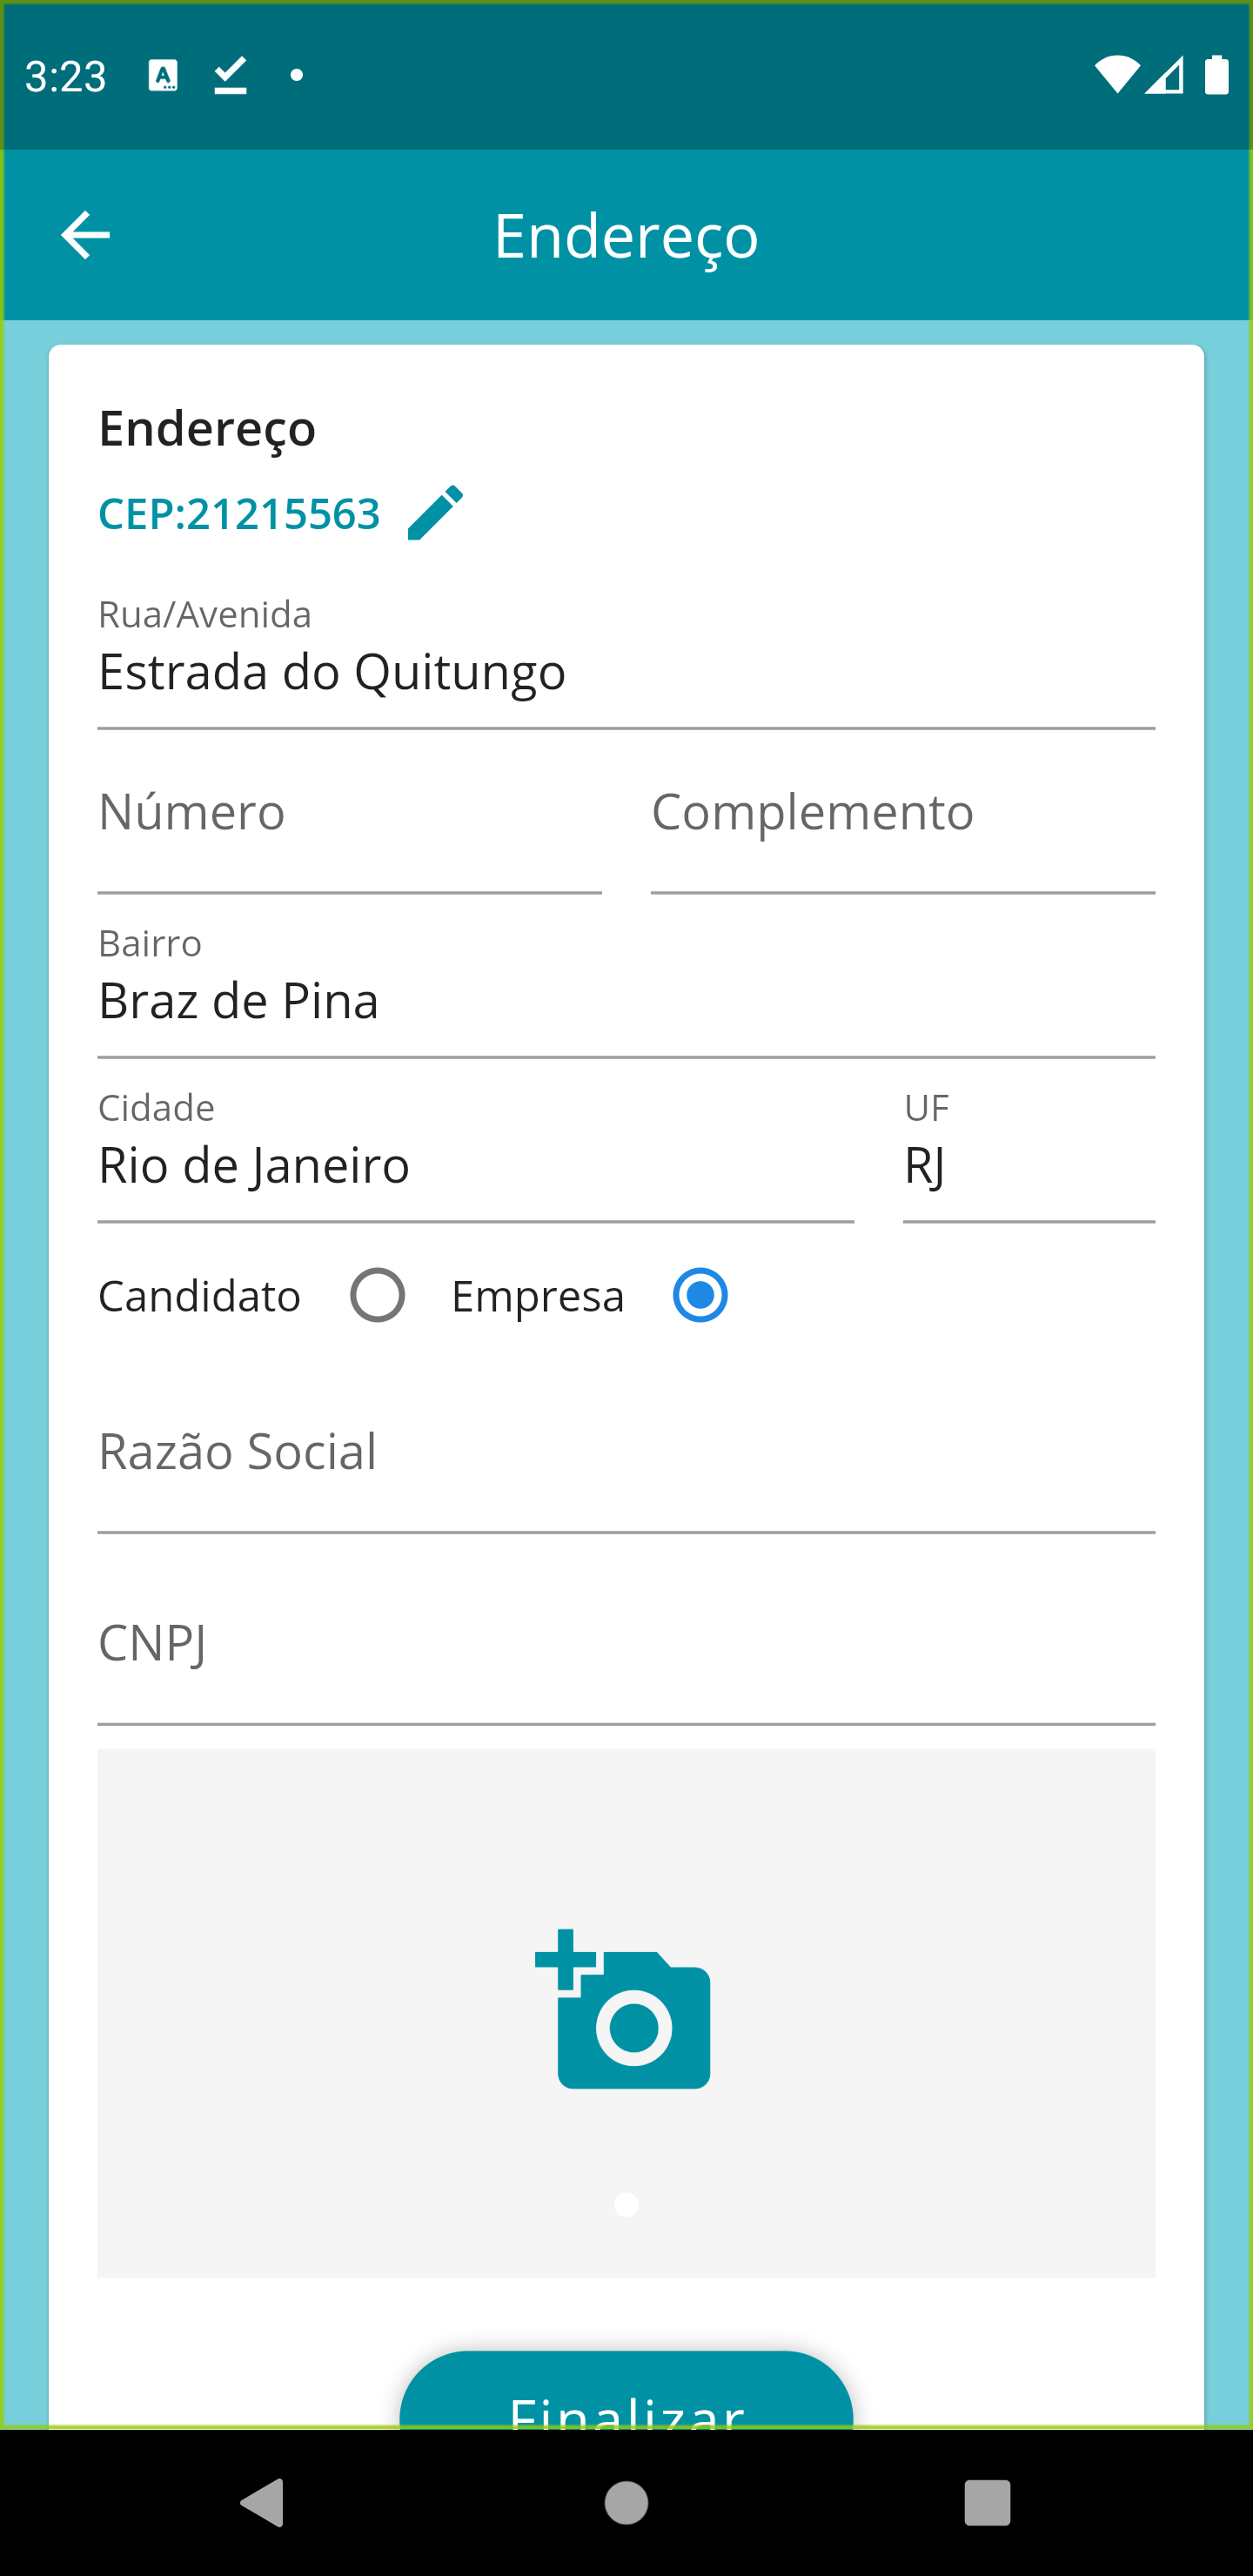 3:23
Endereço
Endereço
CEP:21215563
Rua/Avenida
Estrada do Quitungo
Número
Complemento
Bairro
Braz de Pina
Cidade
UF
Rio de Janeiro
RJ
Candidato
Empresa
Razão Social
CNPJ
Finalizar